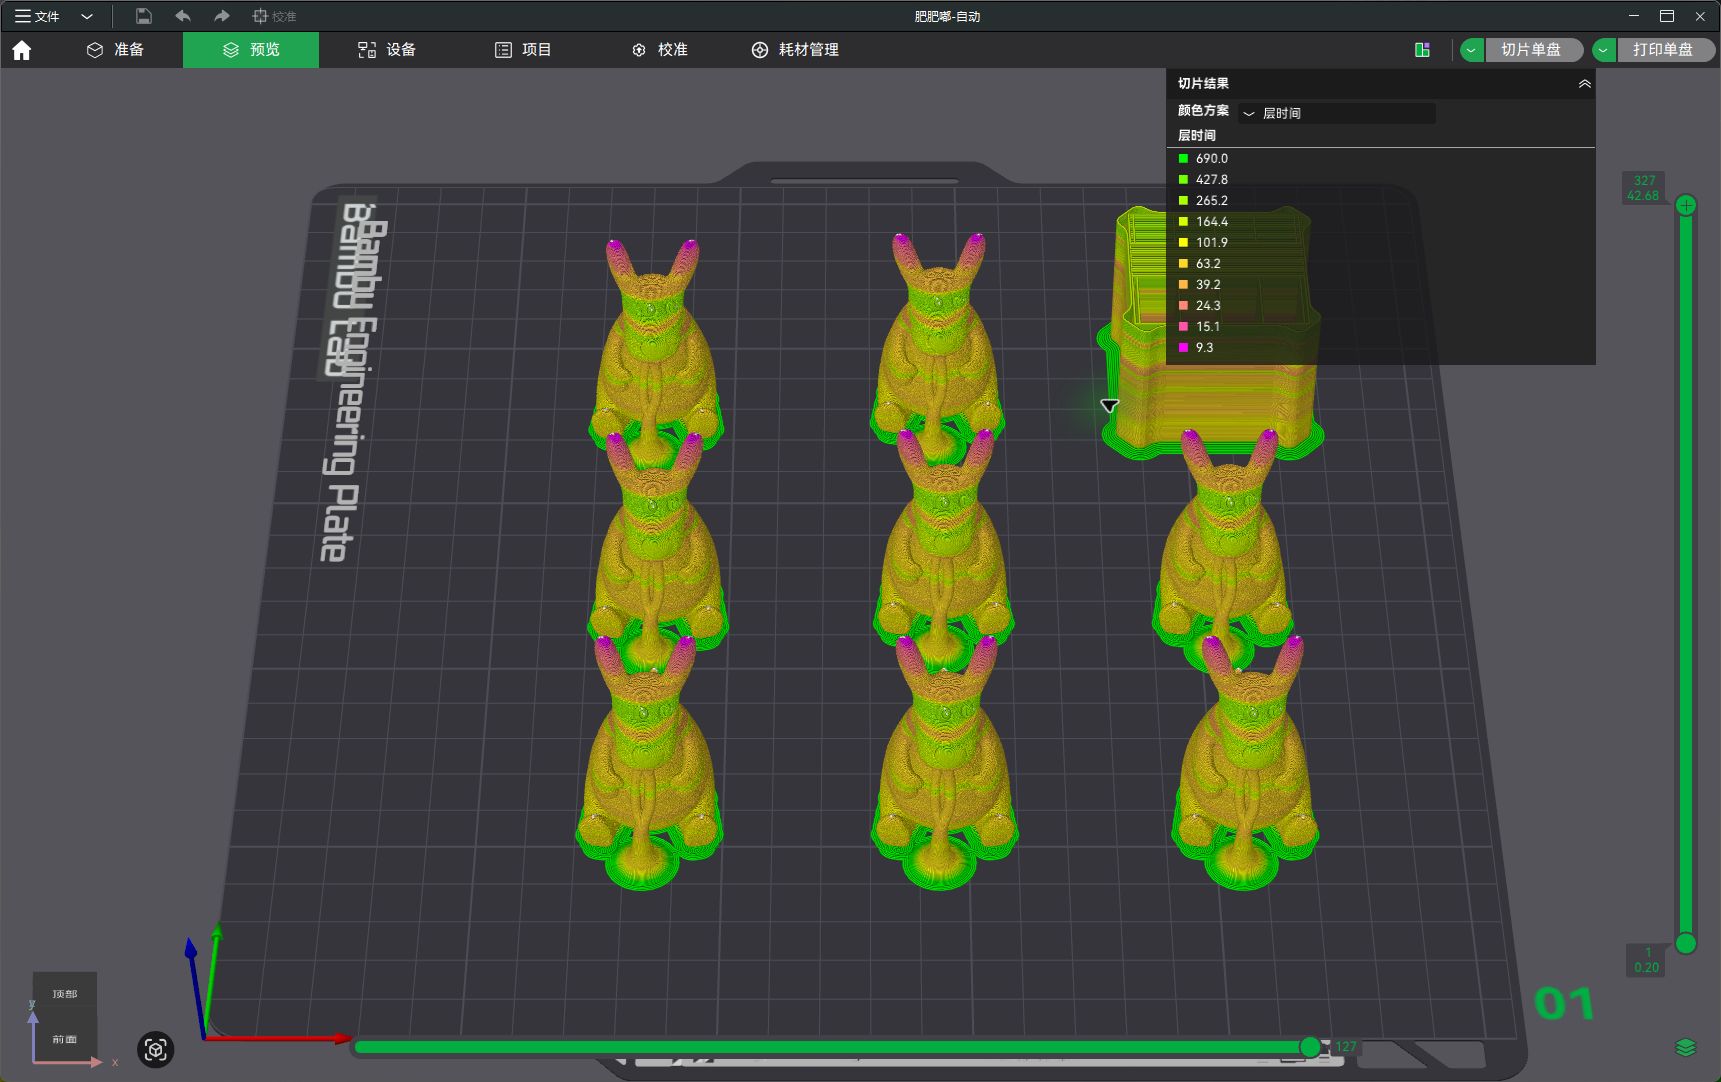 文件
校准
肥肥嘟-自动
准备
预览
设备
项目
校准
耗材管理
切片单盘
打印单盘
切片结果
颜色方案
层时间
层时间
690.0
427.8
265.2
164.4
101.9
63.2
39.2
24.3
15.1
9.3
327
42.68
Bambu Lab
Bambu Engineering Plate
1
0.20
01
顶部
前面
y
x
127